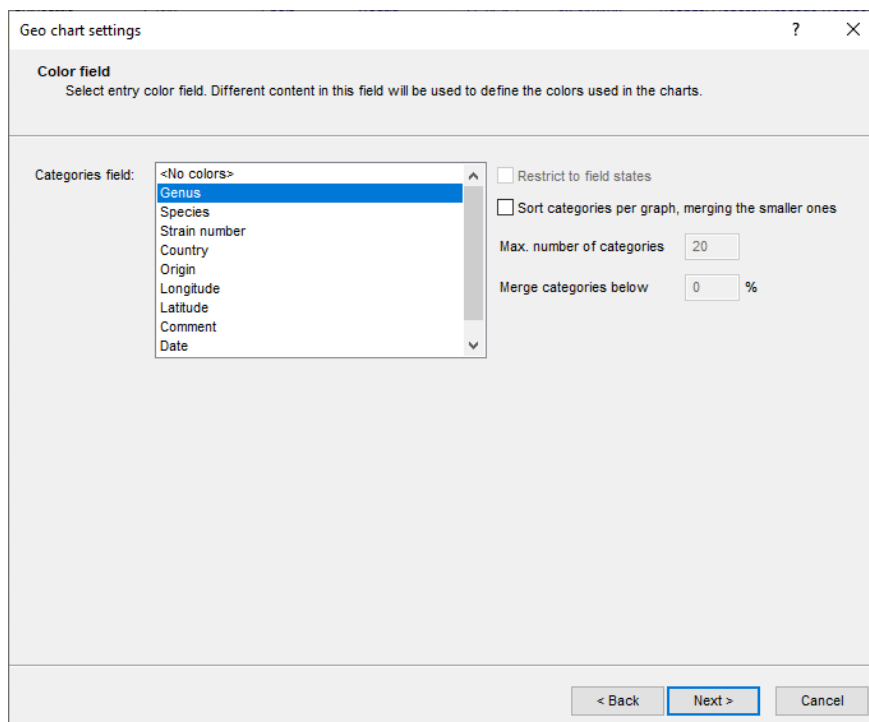 Geo chart settings
?
Color field
Select entry color field. Different content in this field will be used to define the colors used in the charts.
Categories field:
<No colors>
Genus
Species
Strain number
Country
Origin
Longitude
Latitude
Comment
Date
Restrict to field states
Sort categories per graph, merging the smaller ones
Max. number of categories 20
Merge categories below 0 %
< Back Next > Cancel